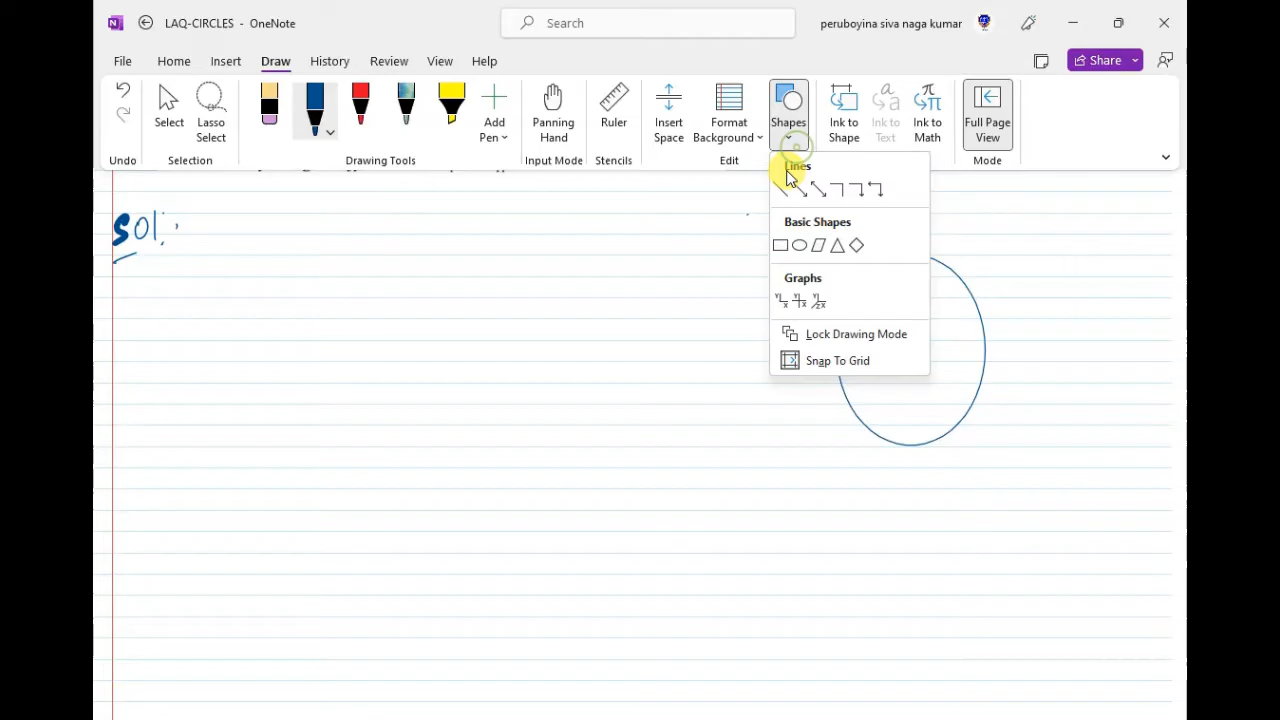 LAQ-CIRCLES - OneNote
Search
peruboyina siva naga kumar
File Home Insert Draw History Review View Help
Share
Undo
Select
Lasso Select
Selection
Add Pen
Drawing Tools
Panning Hand
Input Mode
Ruler
Stencils
Insert Space
Format Background
Edit
Shapes
Ink to Shape
Ink to Text
Ink to Math
Full Page View
Mode
Lines
Basic Shapes
Graphs
Lock Drawing Mode
Snap To Grid
Sol: